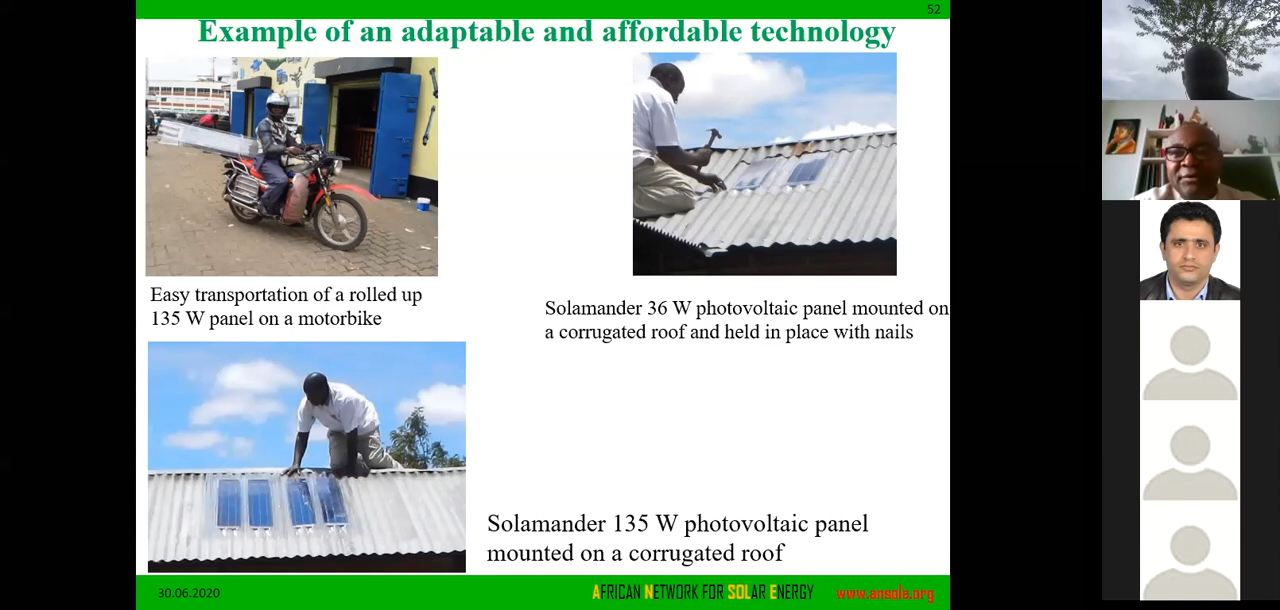 52
Example of an adaptable and affordable technology
Easy transportation of a rolled up
135 W panel on a motorbike
Solamander 36 W photovoltaic panel mounted on
a corrugated roof and held in place with nails
Solamander 135 W photovoltaic panel
mounted on a corrugated roof
30.06.2020
AFRICAN NETWORK FOR SOLAR ENERGY
www.ansole.org